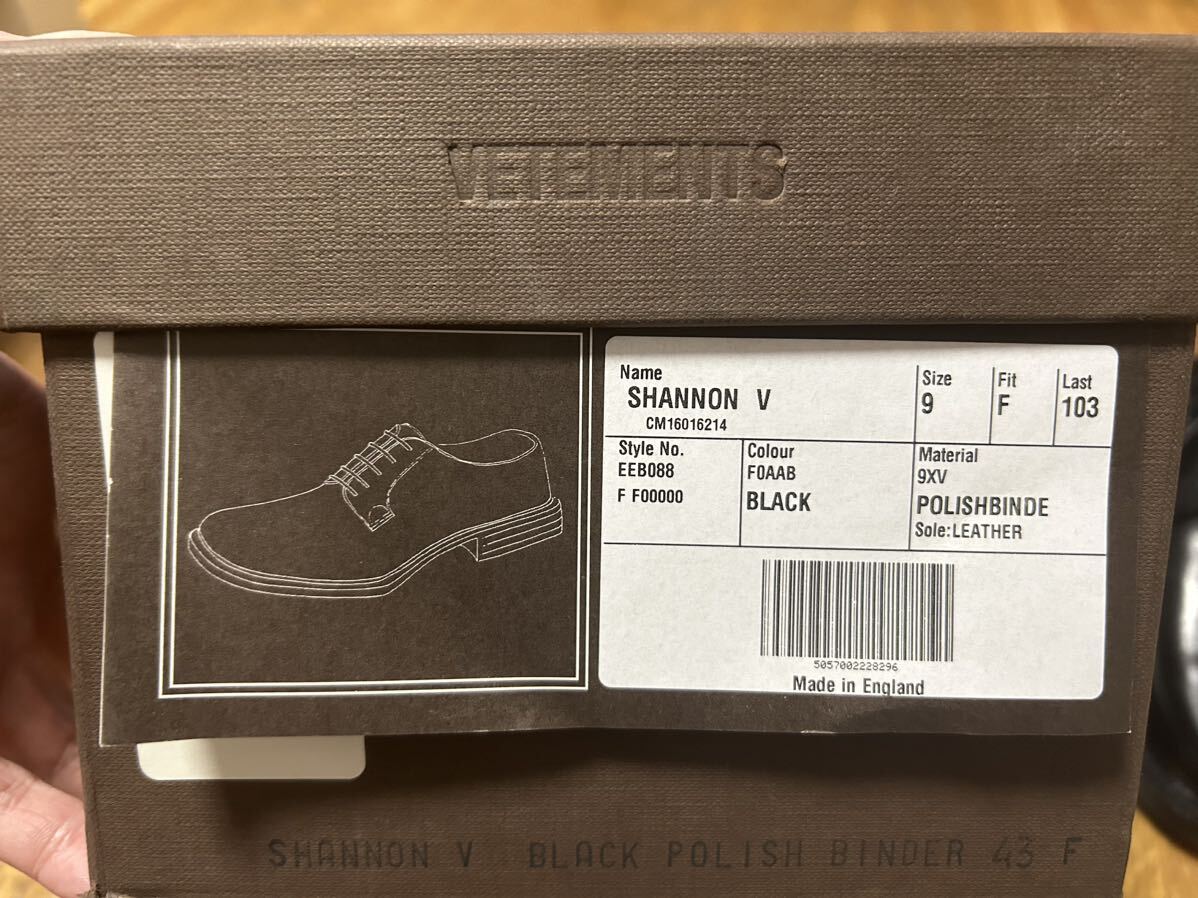 VETEMENTS
Name
SHANNON V
CM16016214
Size
9
Fit
F
Last
103
Style No.
EEB088
F F00000
Colour
F0AAB
BLACK
Material
9XV
POLISHBINDE
Sole:LEATHER
5057002228296
Made in England
SHANNON V BLACK POLISH BINDER 43 F